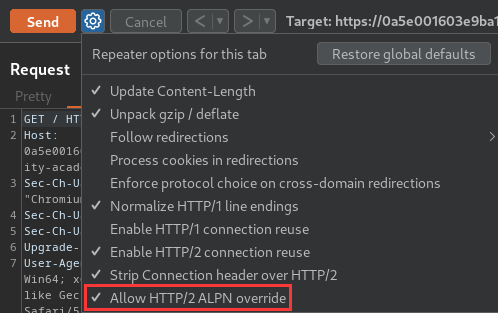 Send Cancel < > Target: https://0a5e001603e9ba1
Repeater options for this tab Restore global defaults
Request
Pretty
Update Content-Length
Unpack gzip / deflate
Follow redirections
Process cookies in redirections
Enforce protocol choice on cross-domain redirections
Normalize HTTP/1 line endings
Enable HTTP/1 connection reuse
Enable HTTP/2 connection reuse
Strip Connection header over HTTP/2
Allow HTTP/2 ALPN override
1 GET / HT
2 Host:
0a5e00160
ity-acade
3 Sec-Ch-U
"Chromium
4 Sec-Ch-U
5 Sec-Ch-U
6 Upgrade-
7 User-Age
Win64; x
like Gec
Safari/5